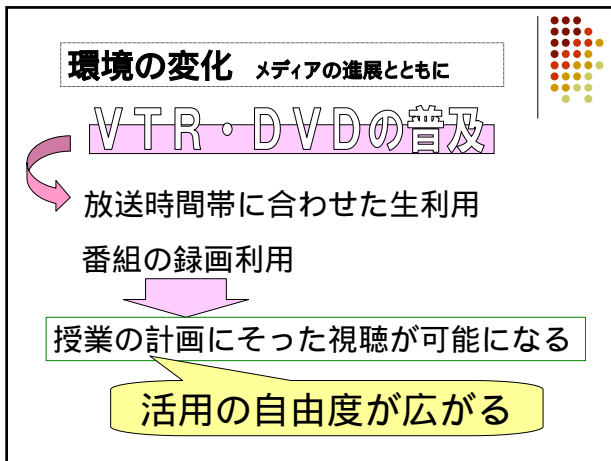 環境の変化 メディアの進展とともに
VTR・DVDの普及
放送時間帯に合わせた生利用
番組の録画利用
授業の計画にそった視聴が可能になる
活用の自由度が広がる